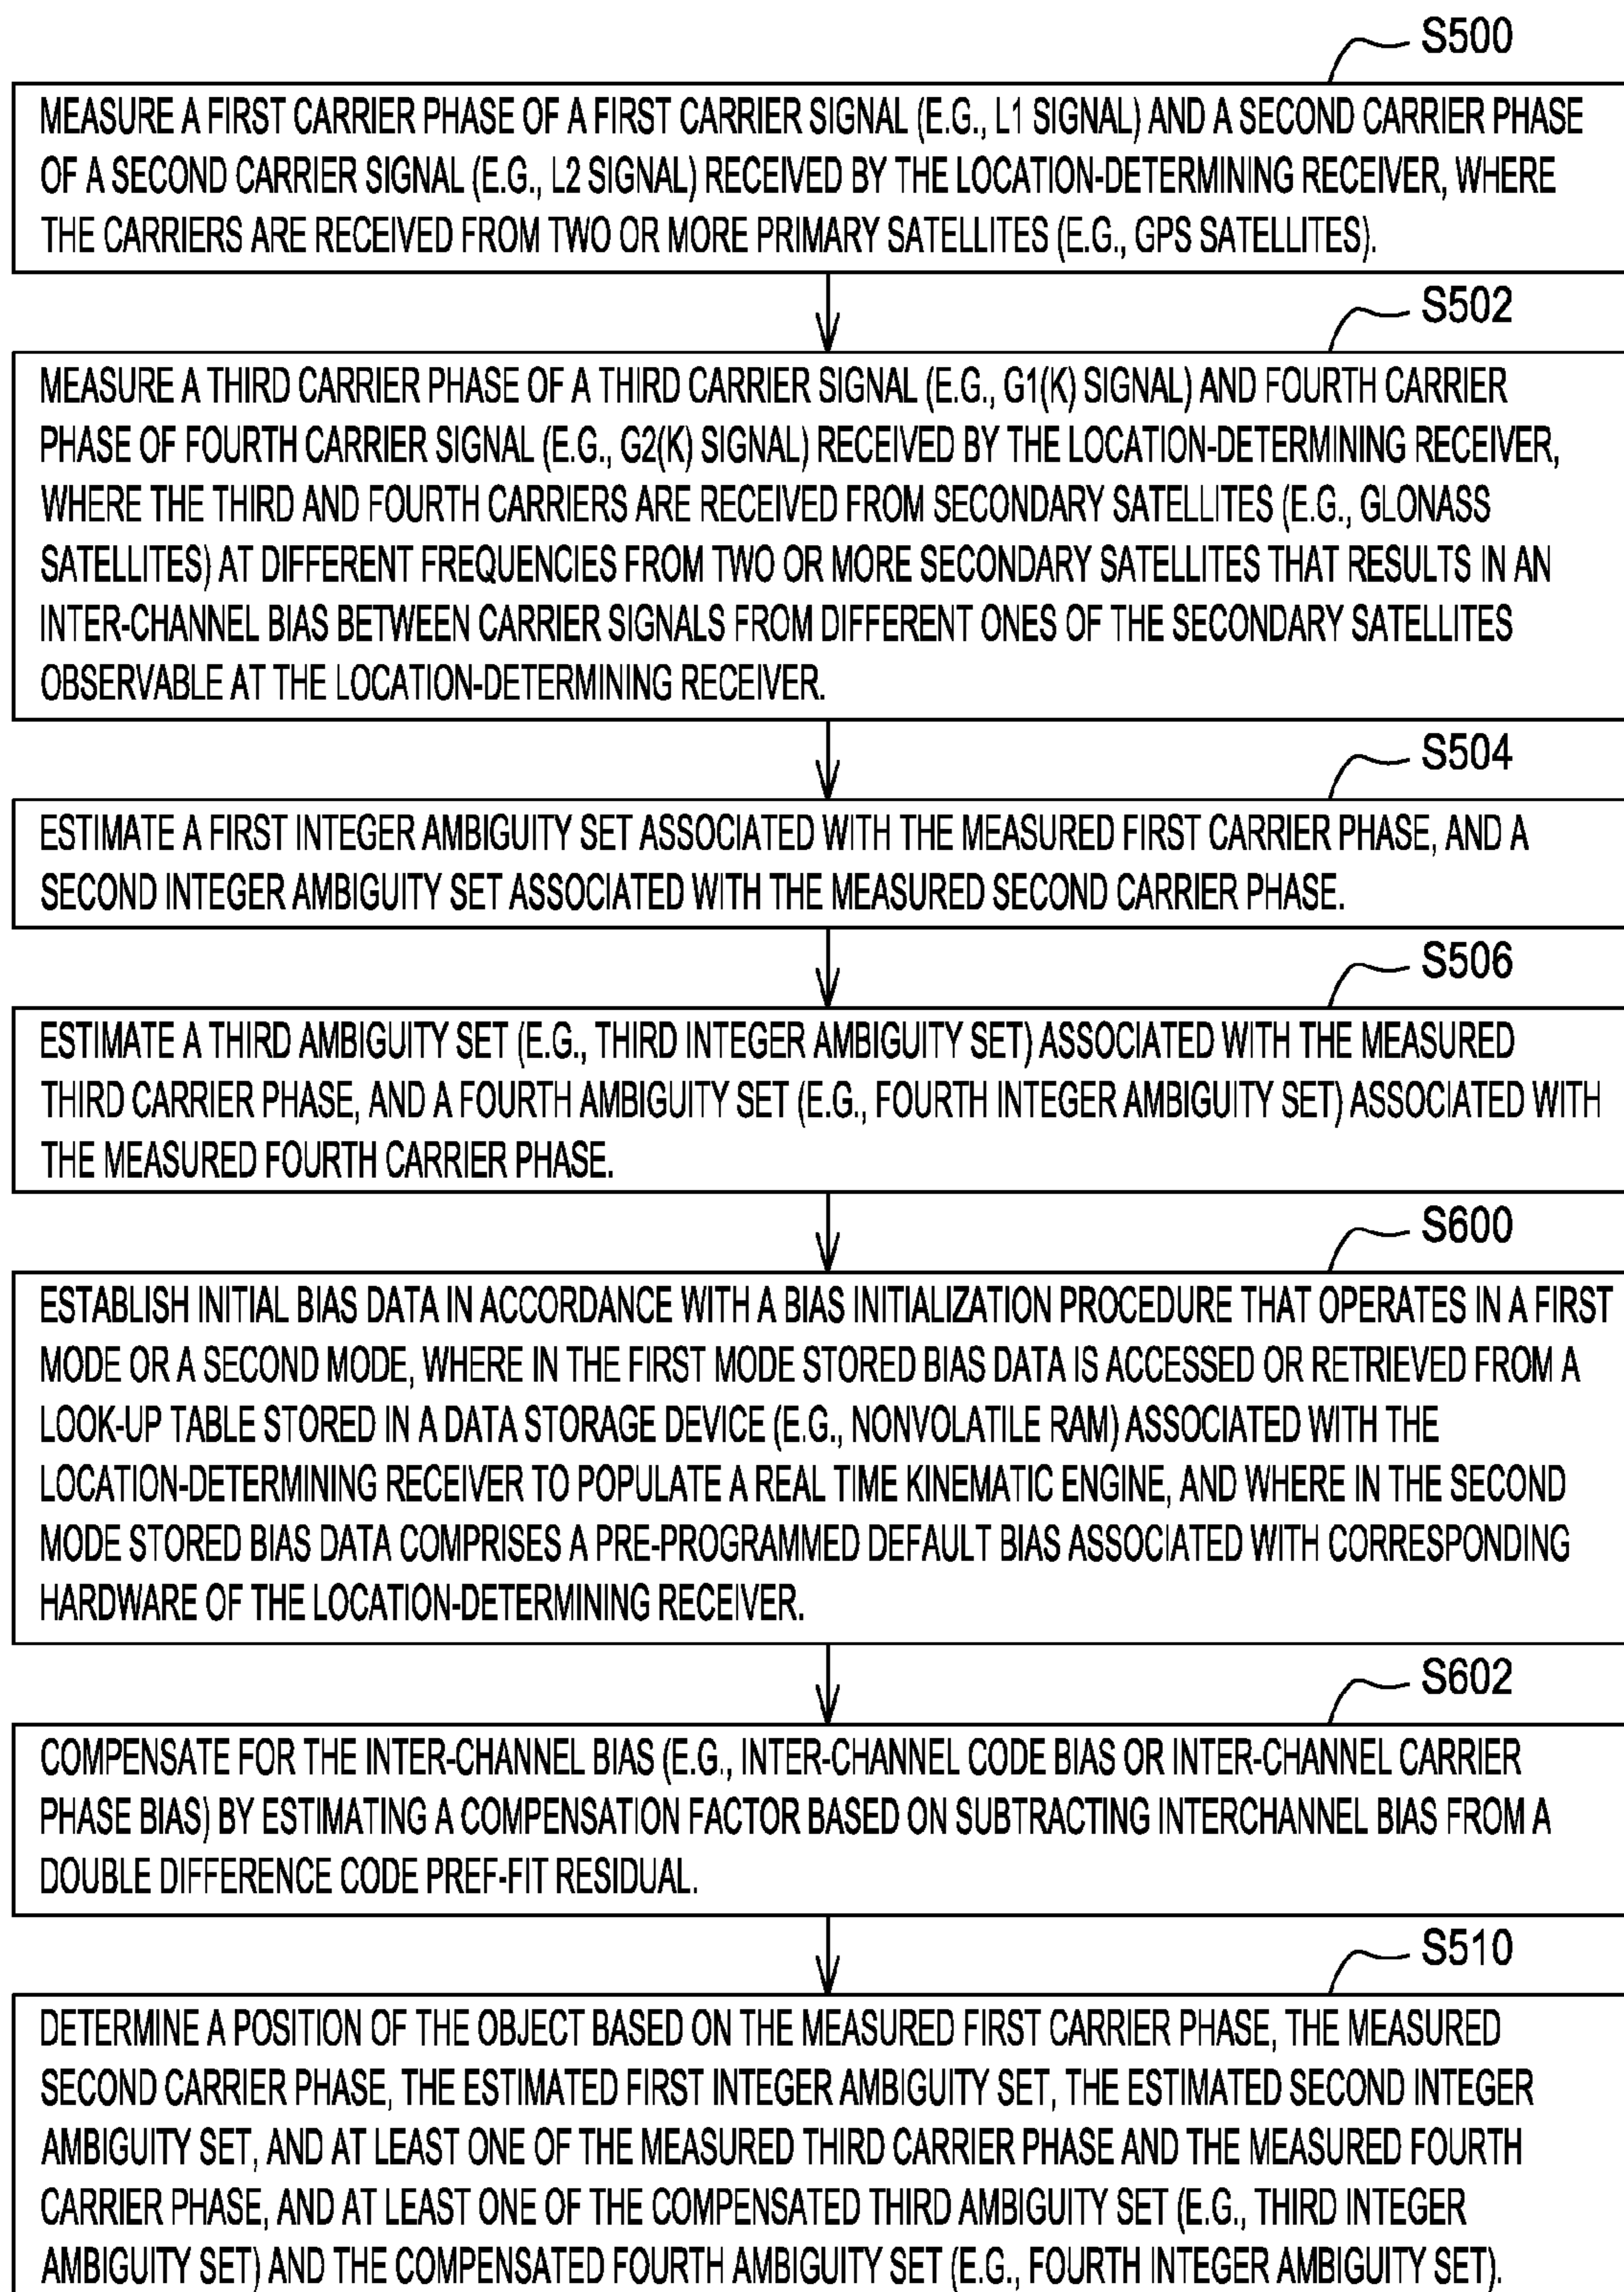 S500
MEASURE A FIRST CARRIER PHASE OF A FIRST CARRIER SIGNAL (E.G., L1 SIGNAL) AND A SECOND CARRIER PHASE
OF A SECOND CARRIER SIGNAL (E.G., L2 SIGNAL) RECEIVED BY THE LOCATION-DETERMINING RECEIVER, WHERE
THE CARRIERS ARE RECEIVED FROM TWO OR MORE PRIMARY SATELLITES (E.G., GPS SATELLITES).
S502
MEASURE A THIRD CARRIER PHASE OF A THIRD CARRIER SIGNAL (E.G., G1(K) SIGNAL) AND FOURTH CARRIER
PHASE OF FOURTH CARRIER SIGNAL (E.G., G2(K) SIGNAL) RECEIVED BY THE LOCATION-DETERMINING RECEIVER,
WHERE THE THIRD AND FOURTH CARRIERS ARE RECEIVED FROM SECONDARY SATELLITES (E.G., GLONASS
SATELLITES) AT DIFFERENT FREQUENCIES FROM TWO OR MORE SECONDARY SATELLITES THAT RESULTS IN AN
INTER-CHANNEL BIAS BETWEEN CARRIER SIGNALS FROM DIFFERENT ONES OF THE SECONDARY SATELLITES
OBSERVABLE AT THE LOCATION-DETERMINING RECEIVER.
S504
ESTIMATE A FIRST INTEGER AMBIGUITY SET ASSOCIATED WITH THE MEASURED FIRST CARRIER PHASE, AND A
SECOND INTEGER AMBIGUITY SET ASSOCIATED WITH THE MEASURED SECOND CARRIER PHASE.
S506
ESTIMATE A THIRD AMBIGUITY SET (E.G., THIRD INTEGER AMBIGUITY SET) ASSOCIATED WITH THE MEASURED
THIRD CARRIER PHASE, AND A FOURTH AMBIGUITY SET (E.G., FOURTH INTEGER AMBIGUITY SET) ASSOCIATED WITH
THE MEASURED FOURTH CARRIER PHASE.
S600
ESTABLISH INITIAL BIAS DATA IN ACCORDANCE WITH A BIAS INITIALIZATION PROCEDURE THAT OPERATES IN A FIRST
MODE OR A SECOND MODE, WHERE IN THE FIRST MODE STORED BIAS DATA IS ACCESSED OR RETRIEVED FROM A
LOOK-UP TABLE STORED IN A DATA STORAGE DEVICE (E.G., NONVOLATILE RAM) ASSOCIATED WITH THE
LOCATION-DETERMINING RECEIVER TO POPULATE A REAL TIME KINEMATIC ENGINE, AND WHERE IN THE SECOND
MODE STORED BIAS DATA COMPRISES A PRE-PROGRAMMED DEFAULT BIAS ASSOCIATED WITH CORRESPONDING
HARDWARE OF THE LOCATION-DETERMINING RECEIVER.
S602
COMPENSATE FOR THE INTER-CHANNEL BIAS (E.G., INTER-CHANNEL CODE BIAS OR INTER-CHANNEL CARRIER
PHASE BIAS) BY ESTIMATING A COMPENSATION FACTOR BASED ON SUBTRACTING INTERCHANNEL BIAS FROM A
DOUBLE DIFFERENCE CODE PREF-FIT RESIDUAL.
S510
DETERMINE A POSITION OF THE OBJECT BASED ON THE MEASURED FIRST CARRIER PHASE, THE MEASURED
SECOND CARRIER PHASE, THE ESTIMATED FIRST INTEGER AMBIGUITY SET, THE ESTIMATED SECOND INTEGER
AMBIGUITY SET, AND AT LEAST ONE OF THE MEASURED THIRD CARRIER PHASE AND THE MEASURED FOURTH
CARRIER PHASE, AND AT LEAST ONE OF THE COMPENSATED THIRD AMBIGUITY SET (E.G., THIRD INTEGER
AMBIGUITY SET) AND THE COMPENSATED FOURTH AMBIGUITY SET (E.G., FOURTH INTEGER AMBIGUITY SET).